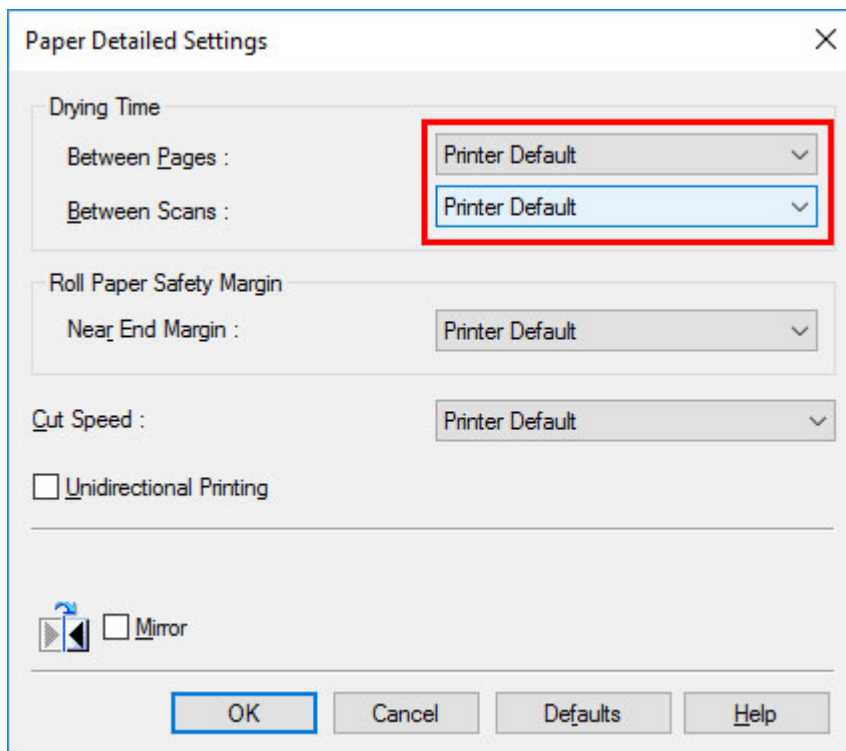 Paper Detailed Settings
Drying Time
Between Pages : Printer Default
Between Scans : Printer Default
Roll Paper Safety Margin
Near End Margin : Printer Default
Cut Speed : Printer Default
Unidirectional Printing
Mirror
OK Cancel Defaults Help